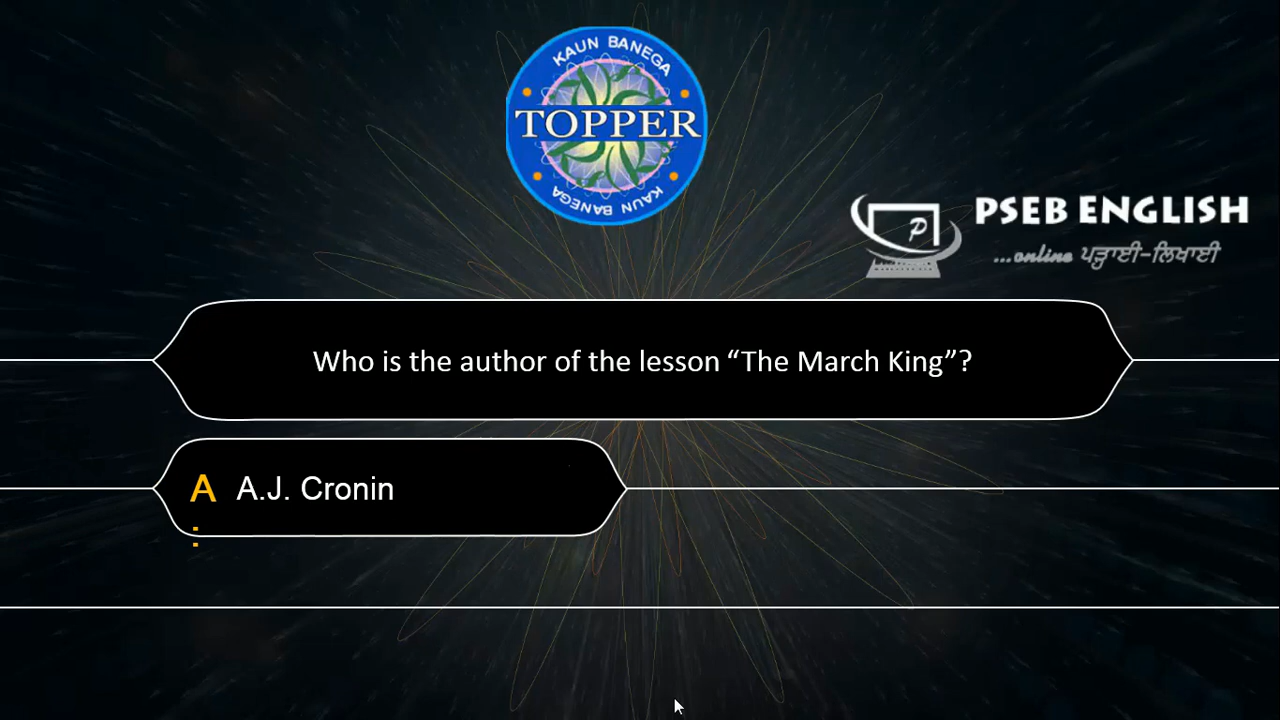 KAUN BANEGA
TOPPER
KAUN BANEGA
PSEB ENGLISH
...online ਪੜ੍ਹਾਈ-ਲਿਖਾਈ
Who is the author of the lesson “The March King”?
A A.J. Cronin
: